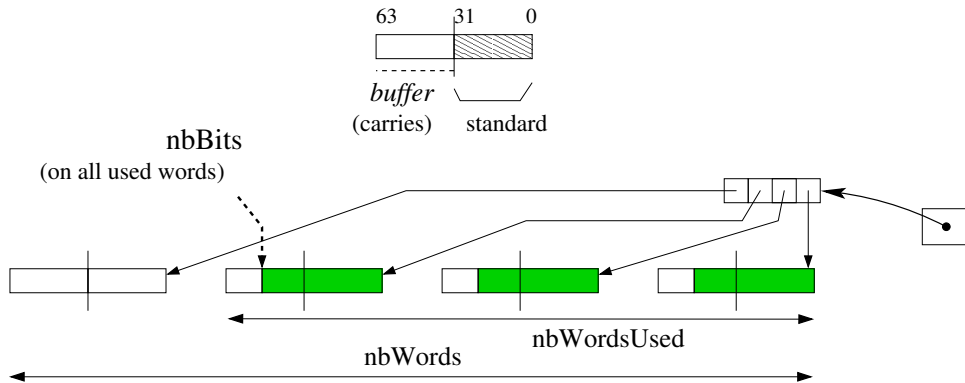 63 31 0
buffer
(carries) standard
nbBits
(on all used words)
nbWordsUsed
nbWords